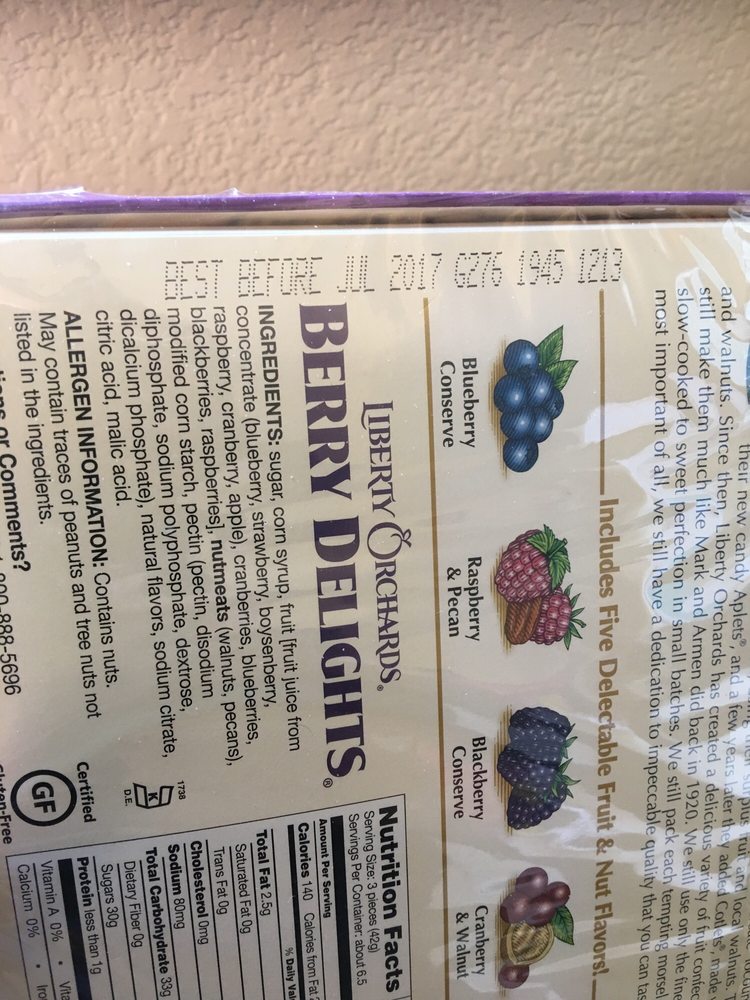 their new candy Aplets®, and a few years later they added Cotlets®, made
and walnuts. Since then, Liberty Orchards has created a delicious variety of fruit confec
still make them much like Mark and Armen did back in 1920. We still use only the fine
slow-cooked to sweet perfection in small batches. We still pack each tempting morsel
most important of all, we still have a dedication to impeccable quality that you can tas
Includes Five Delectable Fruit & Nut Flavors!
Blueberry
Conserve
Raspberry
& Pecan
Blackberry
Conserve
Cranberry
& Walnut
BEST BEFORE JUL 2017 G276 1945 1213
LIBERTY ORCHARDS®
BERRY DELIGHTS®
INGREDIENTS: sugar, corn syrup, fruit [fruit juice from
concentrate (blueberry, strawberry, boysenberry,
raspberry, cranberry, apple), cranberries, blueberries,
blackberries, raspberries], nutmeats (walnuts, pecans),
modified corn starch, pectin (pectin, disodium
diphosphate, sodium polyphosphate, dextrose,
dicalcium phosphate), natural flavors, sodium citrate,
citric acid, malic acid.
ALLERGEN INFORMATION: Contains nuts.
May contain traces of peanuts and tree nuts not
listed in the ingredients.
or Comments?
800-888-5696
1738
K
D.E.
Certified
GF
Gluten-Free
Nutrition Facts
Serving Size: 3 pieces (42g)
Servings Per Container: about 6.5
Amount Per Serving
Calories 140 Calories from Fat 2
% Daily Val
Total Fat 2.5g
Saturated Fat 0g
Trans Fat 0g
Cholesterol 0mg
Sodium 80mg
Total Carbohydrate 33g
Dietary Fiber 0g
Sugars 30g
Protein less than 1g
Vitamin A 0% • Vita
Calcium 0% • Iron